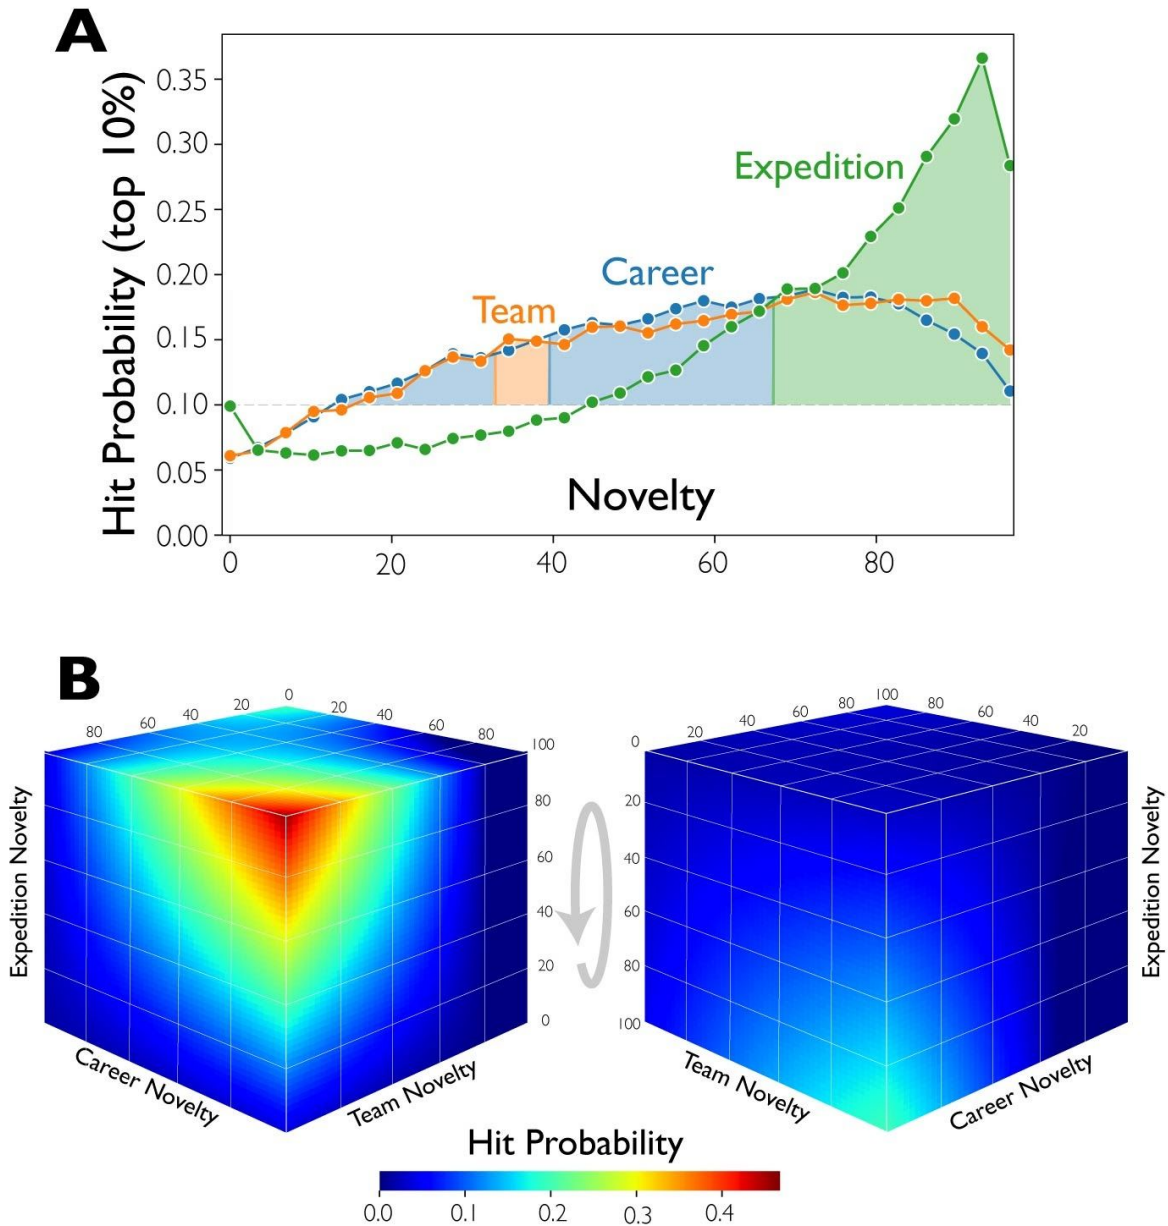 A
Hit Probability (top 10%)
0.35
0.30
0.25
0.20
0.15
0.10
0.05
0.00
Expedition
Career
Team
Novelty
0 20 40 60 80
B
80 60 40 20 0 20 40 60 80 100
80
60
40
20
0
Expedition Novelty
Career Novelty
Team Novelty
0 20 40 60 80 100 80 60 40 20
20
40
60
80
100
Team Novelty
Career Novelty
Expedition Novelty
Hit Probability
0.0 0.1 0.2 0.3 0.4